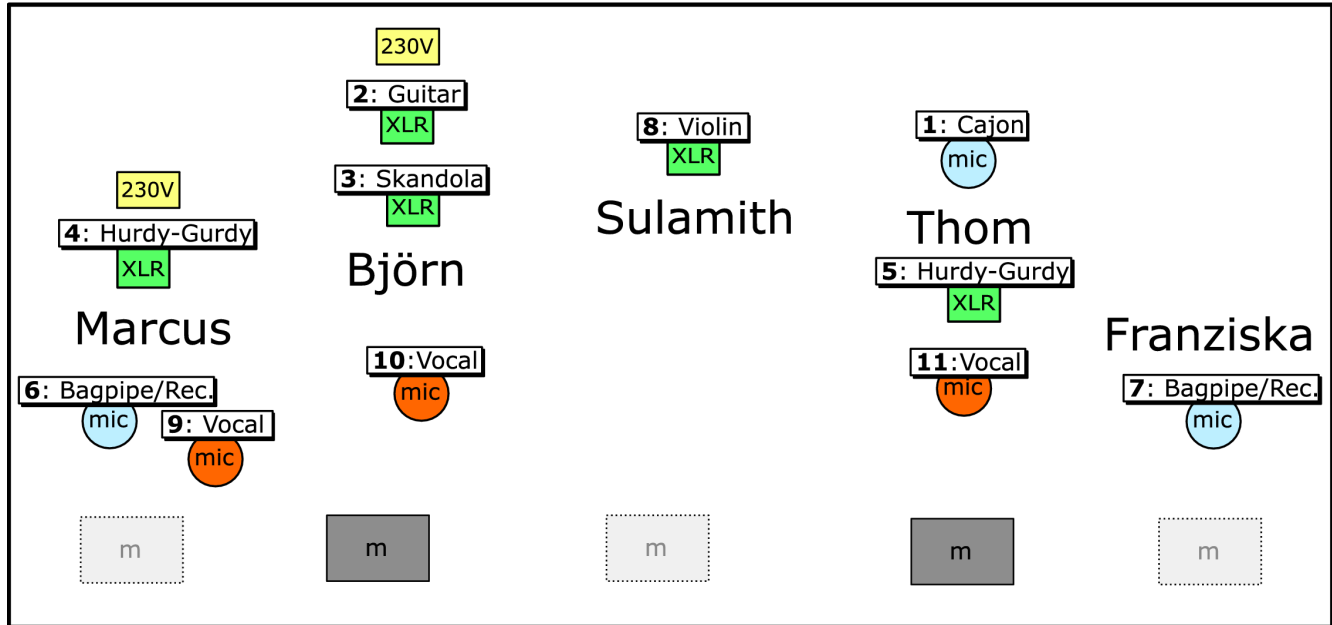 230V
2: Guitar
XLR
3: Skandola
XLR
Björn
10:Vocal
mic
230V
4: Hurdy-Gurdy
XLR
Marcus
6: Bagpipe/Rec.
mic
9: Vocal
mic
8: Violin
XLR
Sulamith
1: Cajon
mic
Thom
5: Hurdy-Gurdy
XLR
11:Vocal
mic
Franziska
7: Bagpipe/Rec.
mic
m
m
m
m
m